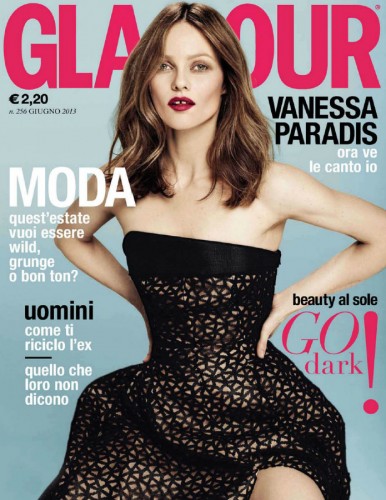 GLAMOUR
€ 2,20
n. 256 GIUGNO 2013
VANESSA
PARADIS
ora ve
le canto io
MODA
quest'estate
vuoi essere
wild,
grunge
o bon ton?
uomini
come ti
riciclo l'ex
quello che
loro non
dicono
beauty al sole
GO
dark!